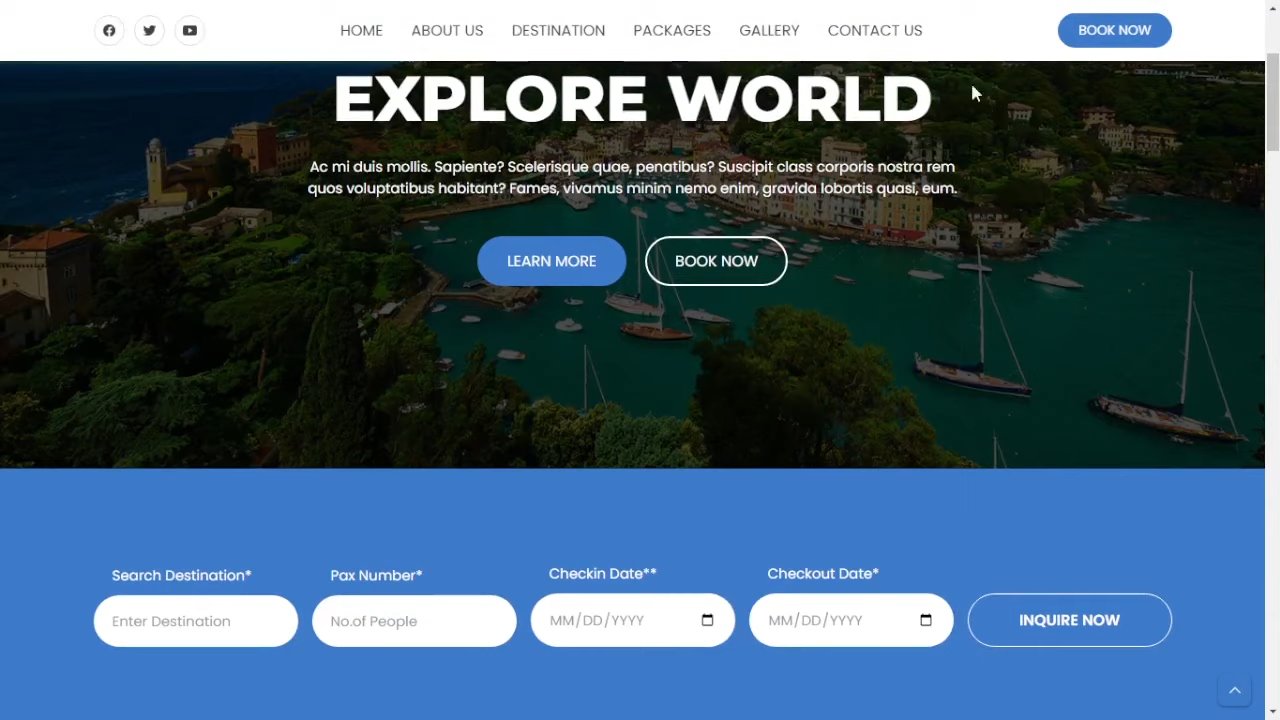 HOME ABOUT US DESTINATION PACKAGES GALLERY CONTACT US BOOK NOW
EXPLORE WORLD
Ac mi duis mollis. Sapiente? Scelerisque quae, penatibus? Suscipit class corporis nostra rem
quos voluptatibus habitant? Fames, vivamus minim nemo enim, gravida lobortis quasi, eum.
LEARN MORE BOOK NOW
Search Destination* Pax Number* Checkin Date** Checkout Date*
Enter Destination No.of People MM/DD/YYYY MM/DD/YYYY INQUIRE NOW